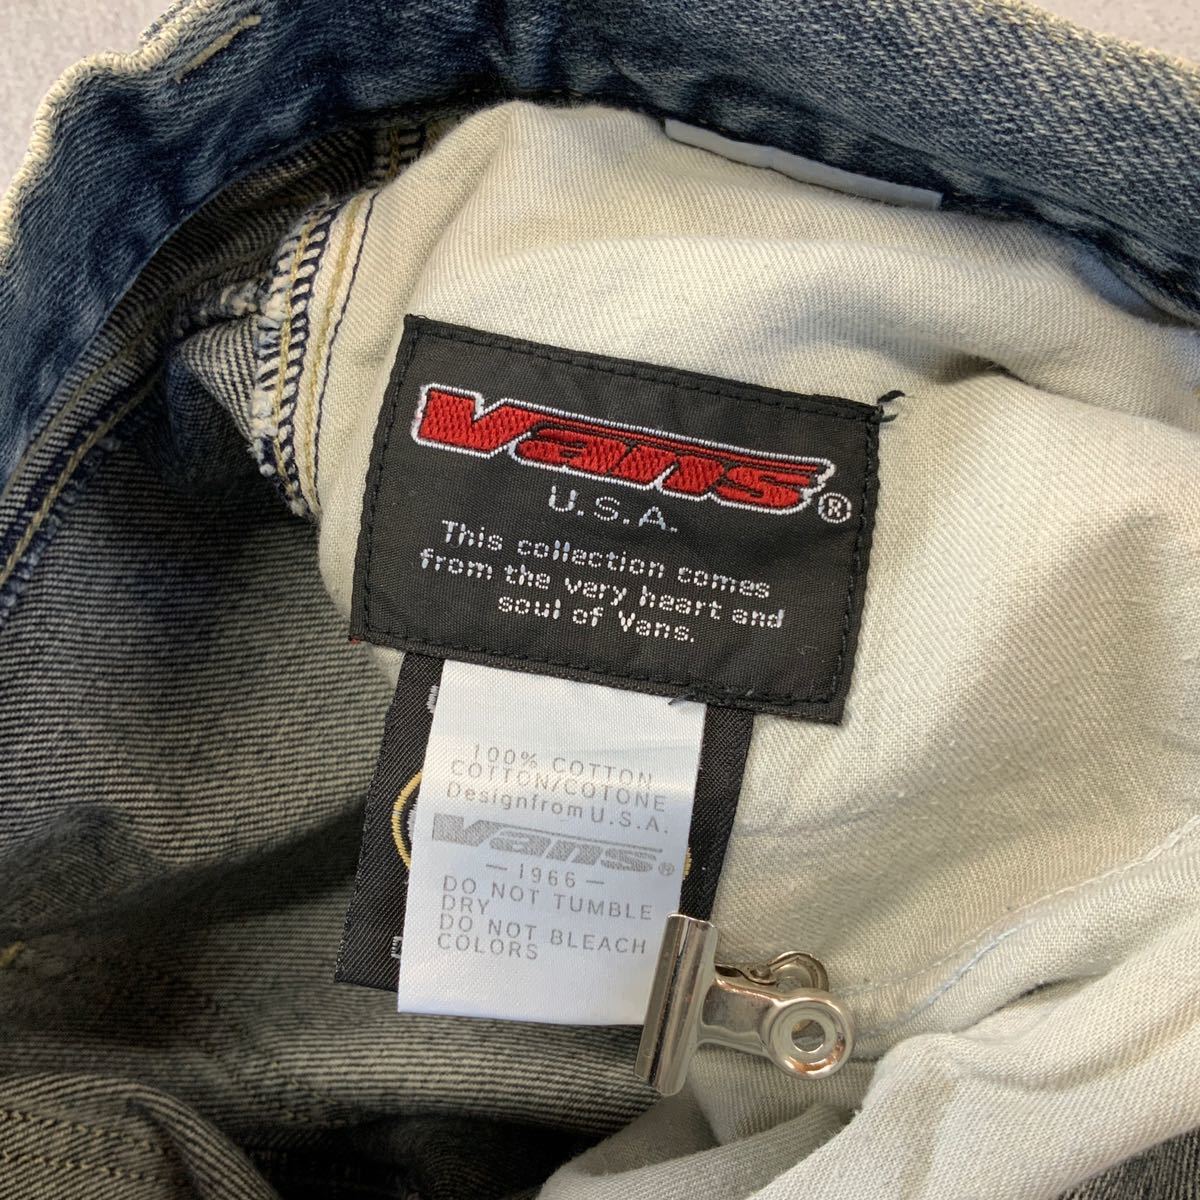 Vans®
U.S.A.
This collection comes
from the vary heart and
soul of Vans.
100% COTTON
COTTON/COTONE
Designfrom U.S.A.
Vans®
— 1966 —
DO NOT TUMBLE
DRY
DO NOT BLEACH
COLORS